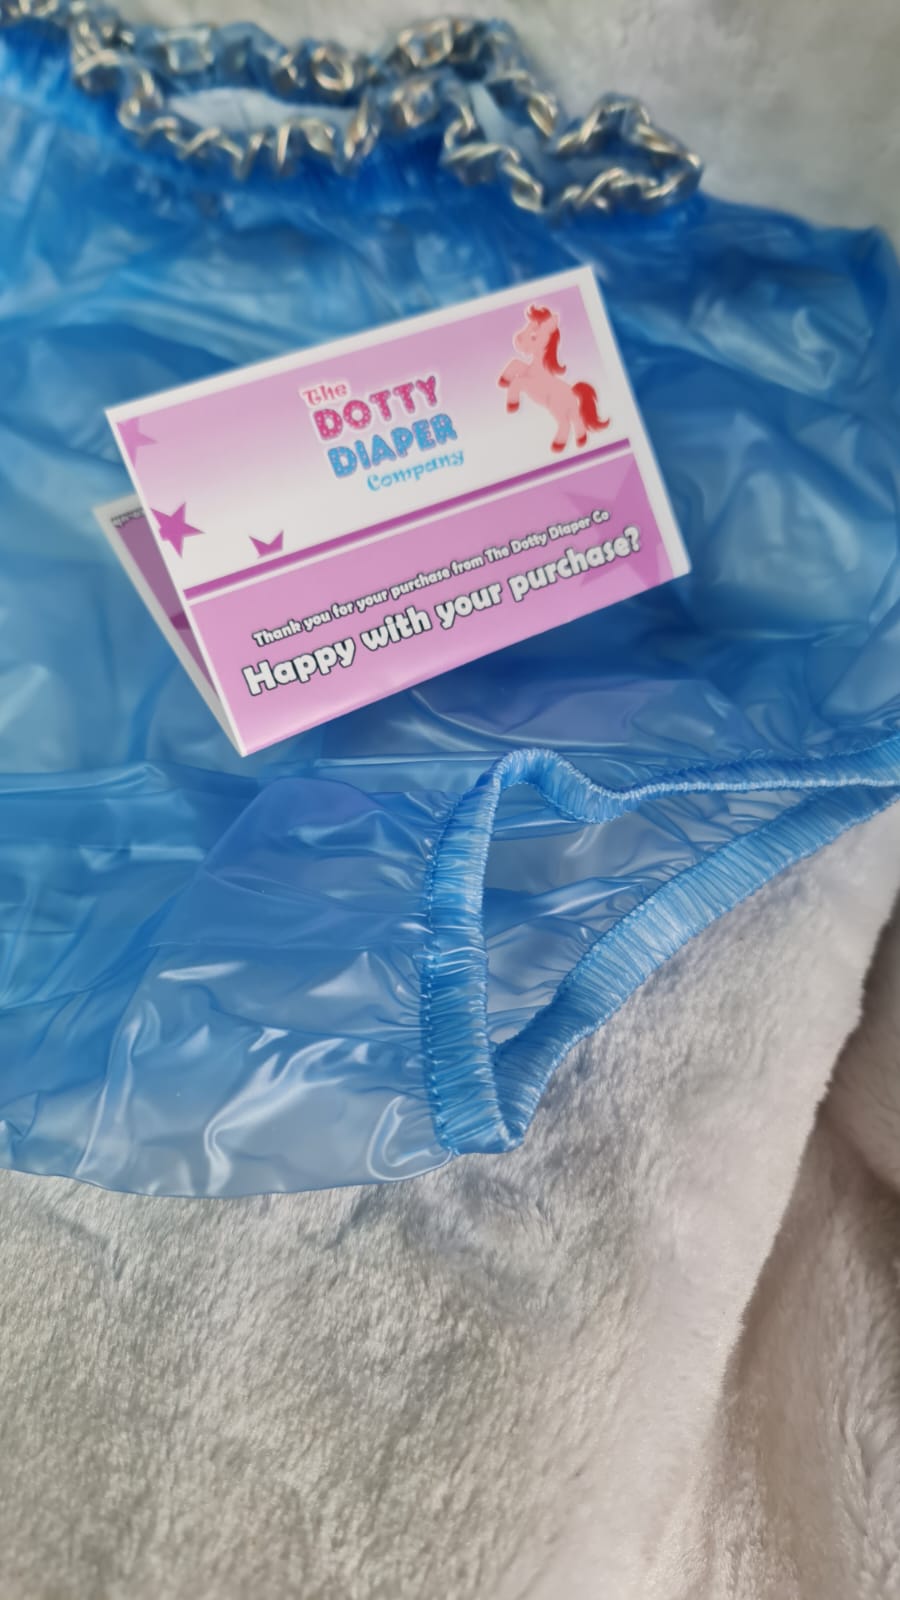 The
DOTTY
DIAPER
Company
Thank you for your purchase from The Dotty Diaper Co
Happy with your purchase?